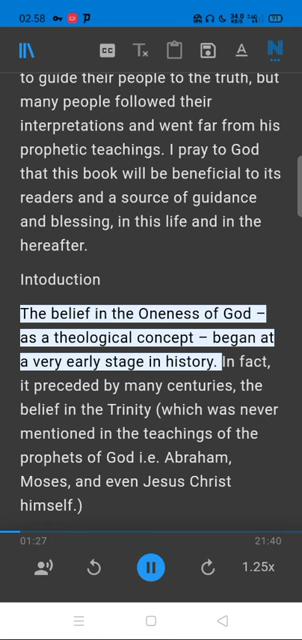 02.58
CC
to guide their people to the truth, but
many people followed their
interpretations and went far from his
prophetic teachings. I pray to God
that this book will be beneficial to its
readers and a source of guidance
and blessing, in this life and in the
hereafter.
Intoduction
The belief in the Oneness of God –
as a theological concept – began at
a very early stage in history. In fact,
it preceded by many centuries, the
belief in the Trinity (which was never
mentioned in the teachings of the
prophets of God i.e. Abraham,
Moses, and even Jesus Christ
himself.)
01:27 21:40
1.25x